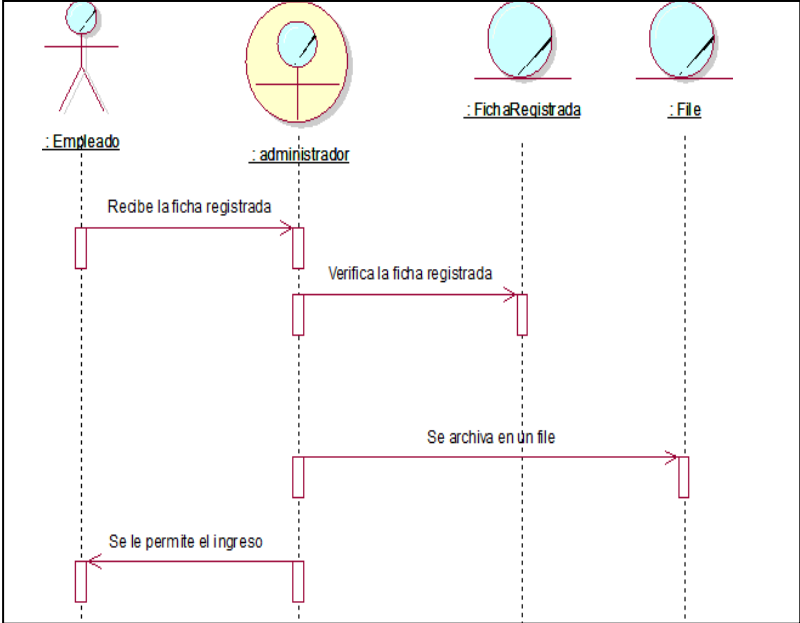 : Empleado
: administrador
: FichaRegistrada
: File
Recibe la ficha registrada
Verifica la ficha registrada
Se archiva en un file
Se le permite el ingreso